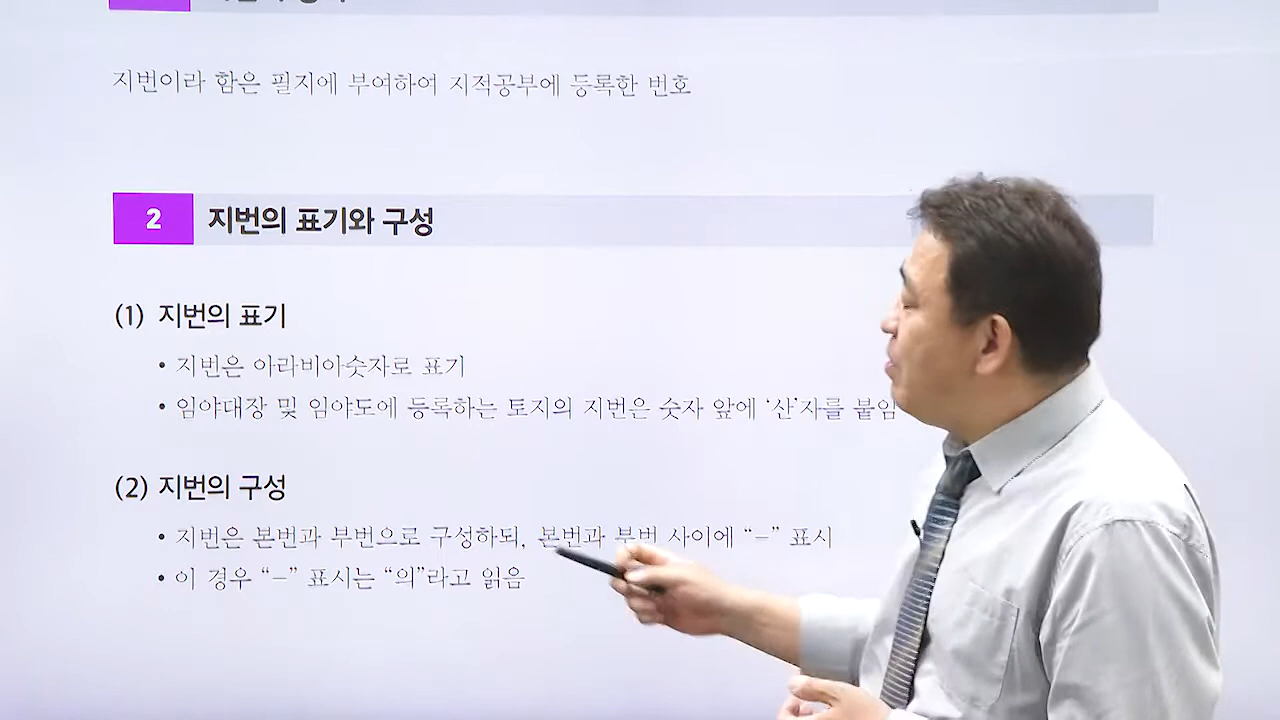 지번이라 함은 필지에 부여하여 지적공부에 등록한 번호
2 지번의 표기와 구성
(1) 지번의 표기
• 지번은 아라비아숫자로 표기
• 임야대장 및 임야도에 등록하는 토지의 지번은 숫자 앞에 ‘산’자를 붙임
(2) 지번의 구성
• 지번은 본번과 부번으로 구성하되, 본번과 부번 사이에 “－” 표시
• 이 경우 “－” 표시는 “의”라고 읽음